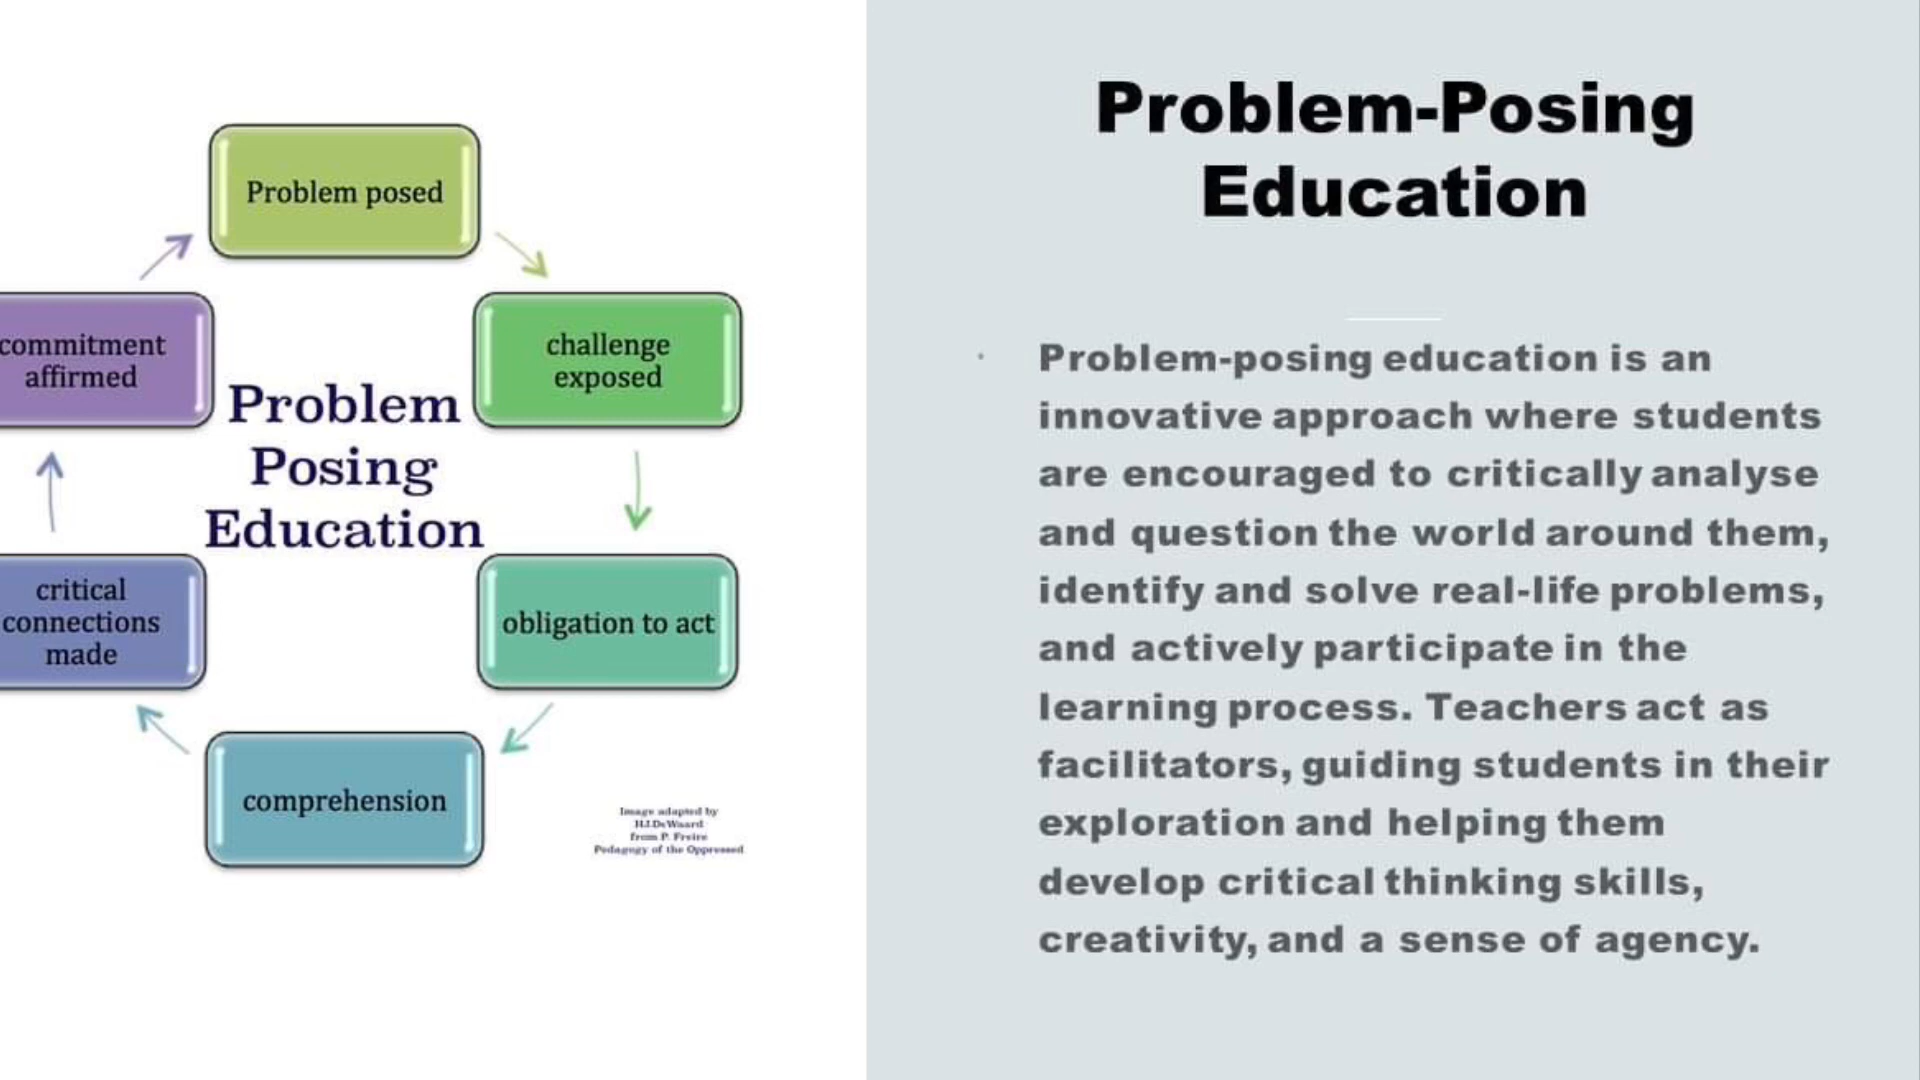 Problem posed
challenge
exposed
obligation to act
comprehension
critical
connections
made
commitment
affirmed
Problem
Posing
Education
Image adapted by
H.J.DeWaard
from P. Freire
Pedagogy of the Oppressed
Problem-Posing
Education
Problem-posing education is an
innovative approach where students
are encouraged to critically analyse
and question the world around them,
identify and solve real-life problems,
and actively participate in the
learning process. Teachers act as
facilitators, guiding students in their
exploration and helping them
develop critical thinking skills,
creativity, and a sense of agency.